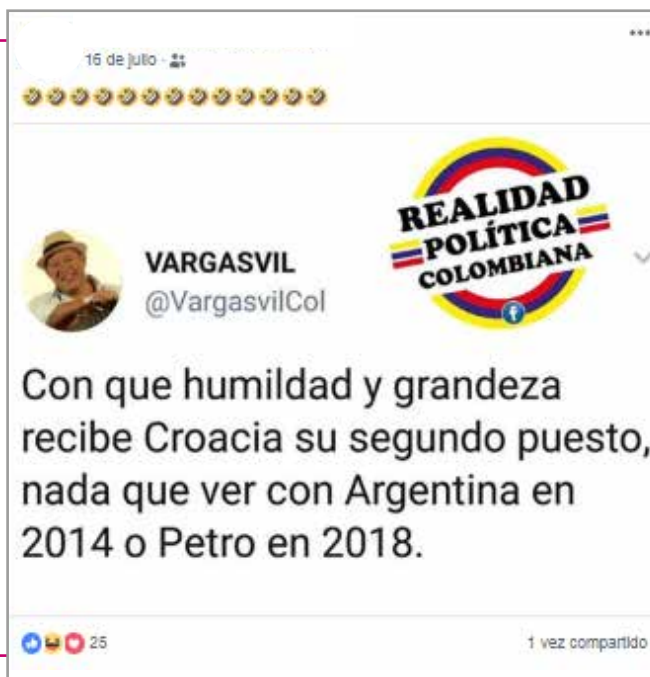 16 de julio
REALIDAD
POLÍTICA
COLOMBIANA
VARGASVIL
@VargasvilCol
Con que humildad y grandeza
recibe Croacia su segundo puesto,
nada que ver con Argentina en
2014 o Petro en 2018.
25
1 vez compartido